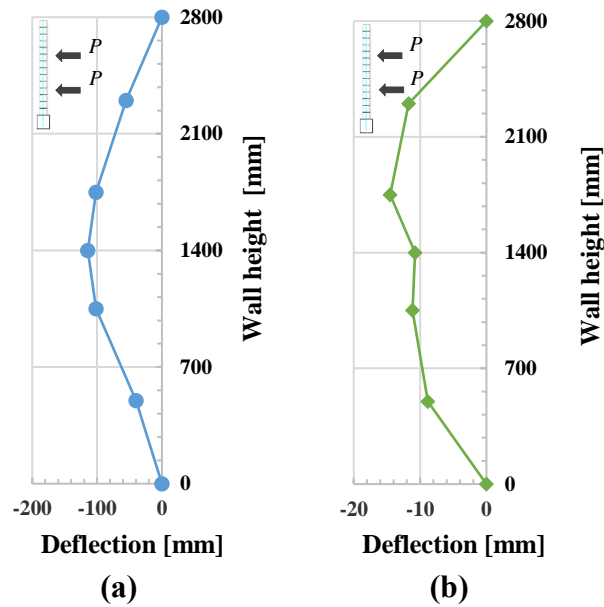 2800
P
P
2100
1400
700
0
-200 -100 0
Wall height [mm]
Deflection [mm]
(a)
2800
P
P
2100
1400
700
0
-20 -10 0
Wall height [mm]
Deflection [mm]
(b)